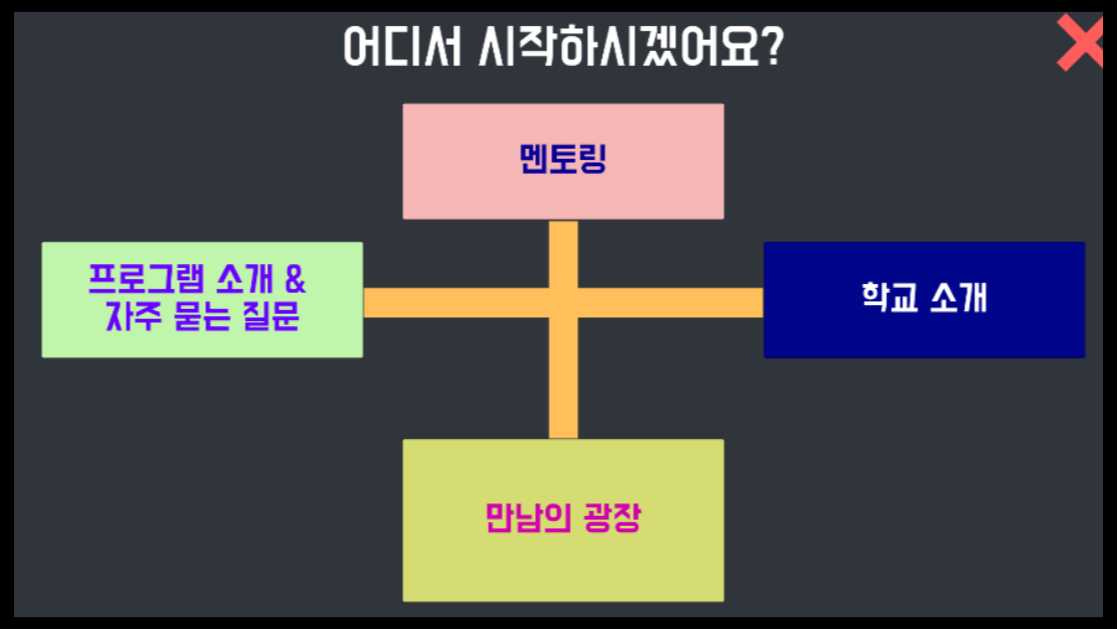 어디서 시작하시겠어요?
멘토링
프로그램 소개 &
자주 묻는 질문
학교 소개
만남의 광장